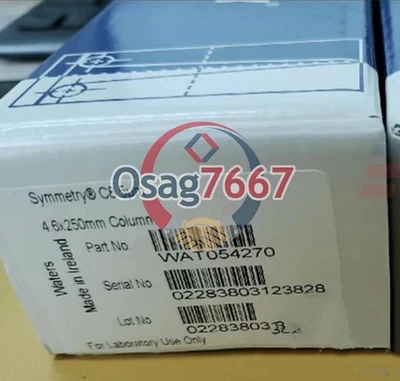 Symmetry® C8
Osag7667
4.6x250mm Column
Waters
Made in Ireland
Part No
WAT054270
Serial No
02283803123828
Lot No
For Laboratory Use Only